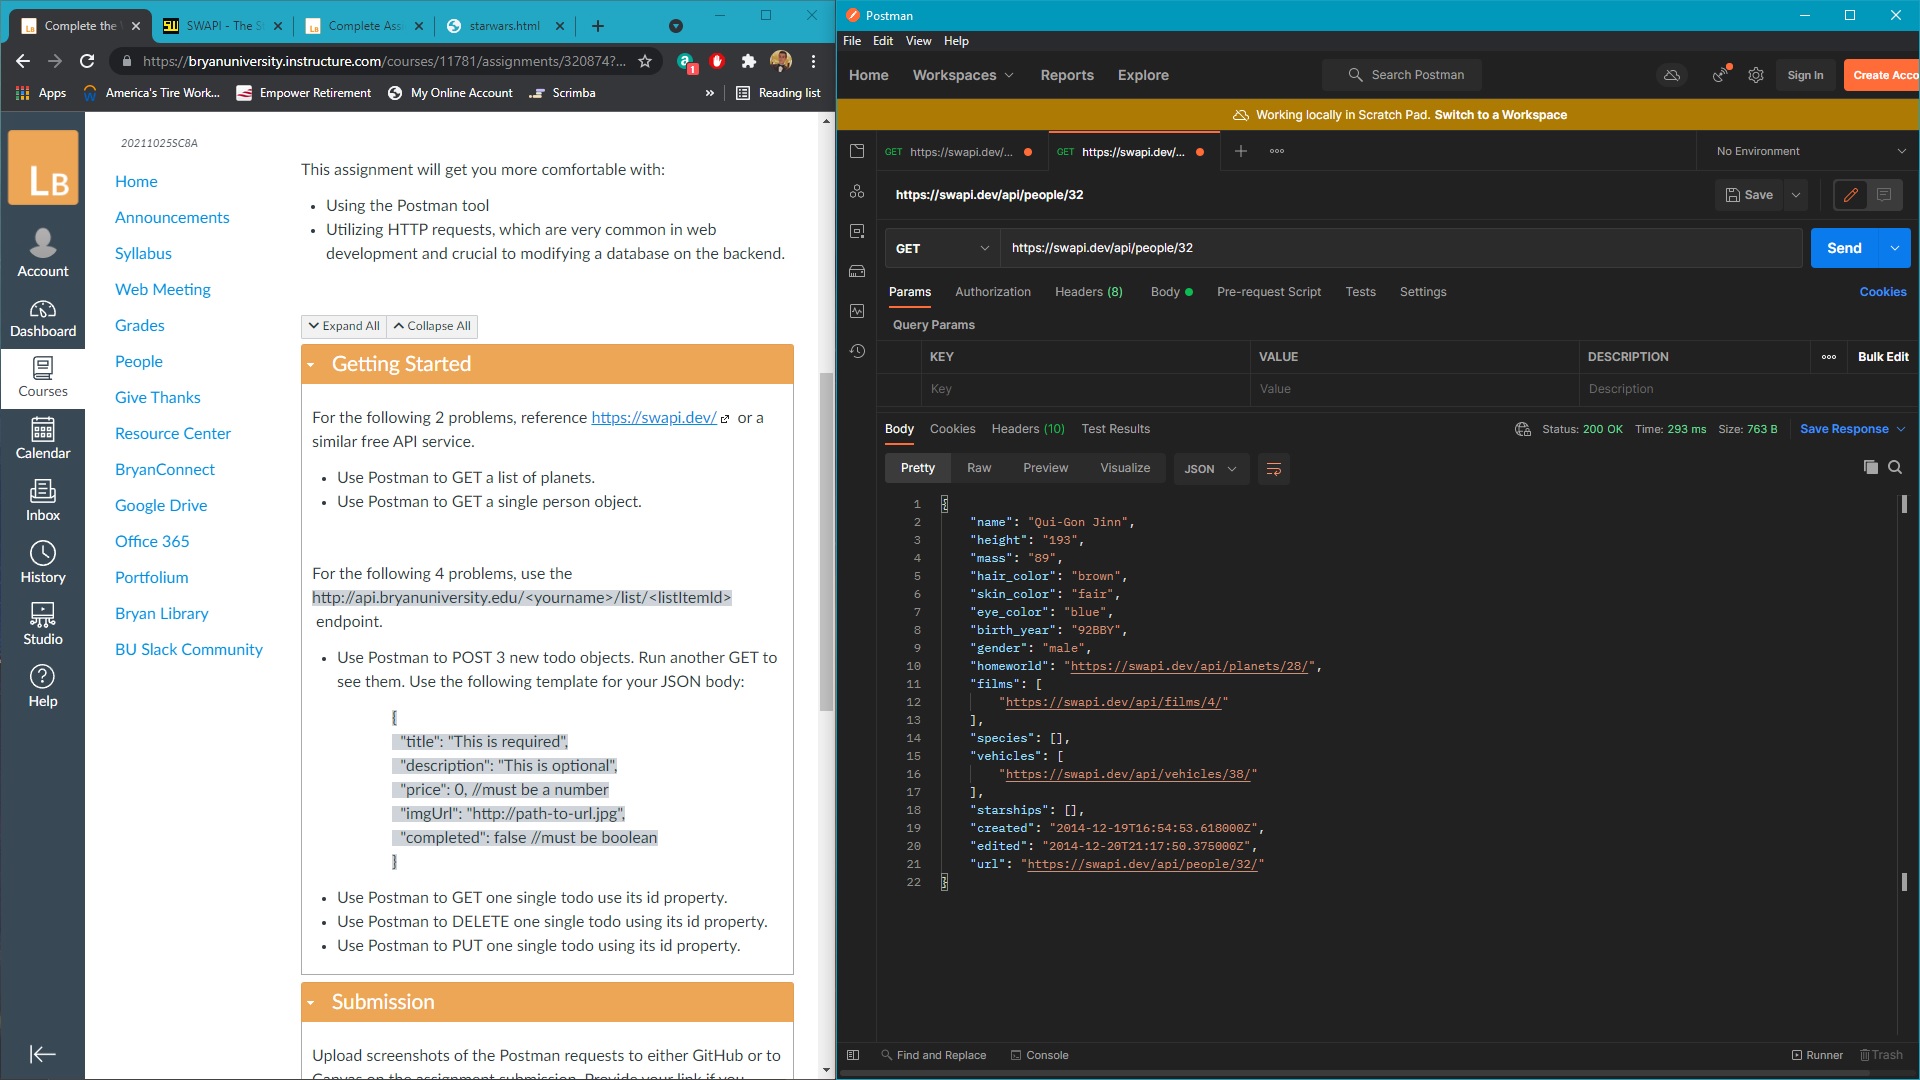 Complete the
SWAPI - The S
Complete Ass
starwars.html
https://bryanuniversity.instructure.com/courses/11781/assignments/320874?...
1
Apps
America's Tire Work...
Empower Retirement
My Online Account
Scrimba
»
Reading list
LB
Account
Dashboard
Courses
Calendar
Inbox
History
Studio
Help
20211025SC8A
Home
Announcements
Syllabus
Web Meeting
Grades
People
Give Thanks
Resource Center
BryanConnect
Google Drive
Office 365
Portfolium
Bryan Library
BU Slack Community
This assignment will get you more comfortable with:
• Using the Postman tool
• Utilizing HTTP requests, which are very common in web
development and crucial to modifying a database on the backend.
Expand All
Collapse All
Getting Started
For the following 2 problems, reference https://swapi.dev/ or a
similar free API service.
• Use Postman to GET a list of planets.
• Use Postman to GET a single person object.
For the following 4 problems, use the
http://api.bryanuniversity.edu/<yourname>/list/<listItemId>
endpoint.
• Use Postman to POST 3 new todo objects. Run another GET to
see them. Use the following template for your JSON body:
{
"title": "This is required",
"description": "This is optional",
"price": 0, //must be a number
"imgUrl": "http://path-to-url.jpg",
"completed": false //must be boolean
}
• Use Postman to GET one single todo use its id property.
• Use Postman to DELETE one single todo using its id property.
• Use Postman to PUT one single todo using its id property.
Submission
Upload screenshots of the Postman requests to either GitHub or to
Canvas on the assignment submission. Provide your link if you
Postman
File Edit View Help
Home
Workspaces
Reports
Explore
Search Postman
Sign In
Create Acco
Working locally in Scratch Pad. Switch to a Workspace
GET https://swapi.dev/...
GET https://swapi.dev/...
No Environment
https://swapi.dev/api/people/32
Save
GET
https://swapi.dev/api/people/32
Send
Params
Authorization
Headers (8)
Body
Pre-request Script
Tests
Settings
Cookies
Query Params
KEY
VALUE
DESCRIPTION
Bulk Edit
Key
Value
Description
Body
Cookies
Headers (10)
Test Results
Status: 200 OK
Time: 293 ms
Size: 763 B
Save Response
Pretty
Raw
Preview
Visualize
JSON
1 {
2 "name": "Qui-Gon Jinn",
3 "height": "193",
4 "mass": "89",
5 "hair_color": "brown",
6 "skin_color": "fair",
7 "eye_color": "blue",
8 "birth_year": "92BBY",
9 "gender": "male",
10 "homeworld": "https://swapi.dev/api/planets/28/",
11 "films": [
12 "https://swapi.dev/api/films/4/"
13 ],
14 "species": [],
15 "vehicles": [
16 "https://swapi.dev/api/vehicles/38/"
17 ],
18 "starships": [],
19 "created": "2014-12-19T16:54:53.618000Z",
20 "edited": "2014-12-20T21:17:50.375000Z",
21 "url": "https://swapi.dev/api/people/32/"
22 }
Find and Replace
Console
Runner
Trash